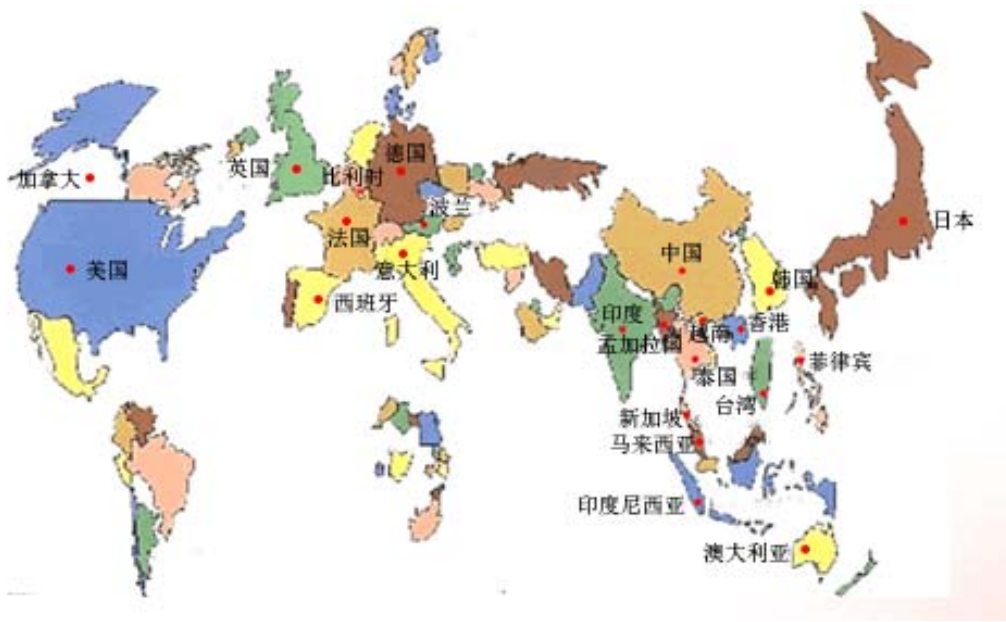 加拿大
美国
英国
比利时
德国
波兰
法国
意大利
西班牙
中国
日本
韩国
印度
孟加拉国
越南
香港
泰国
台湾
菲律宾
新加坡
马来西亚
印度尼西亚
澳大利亚